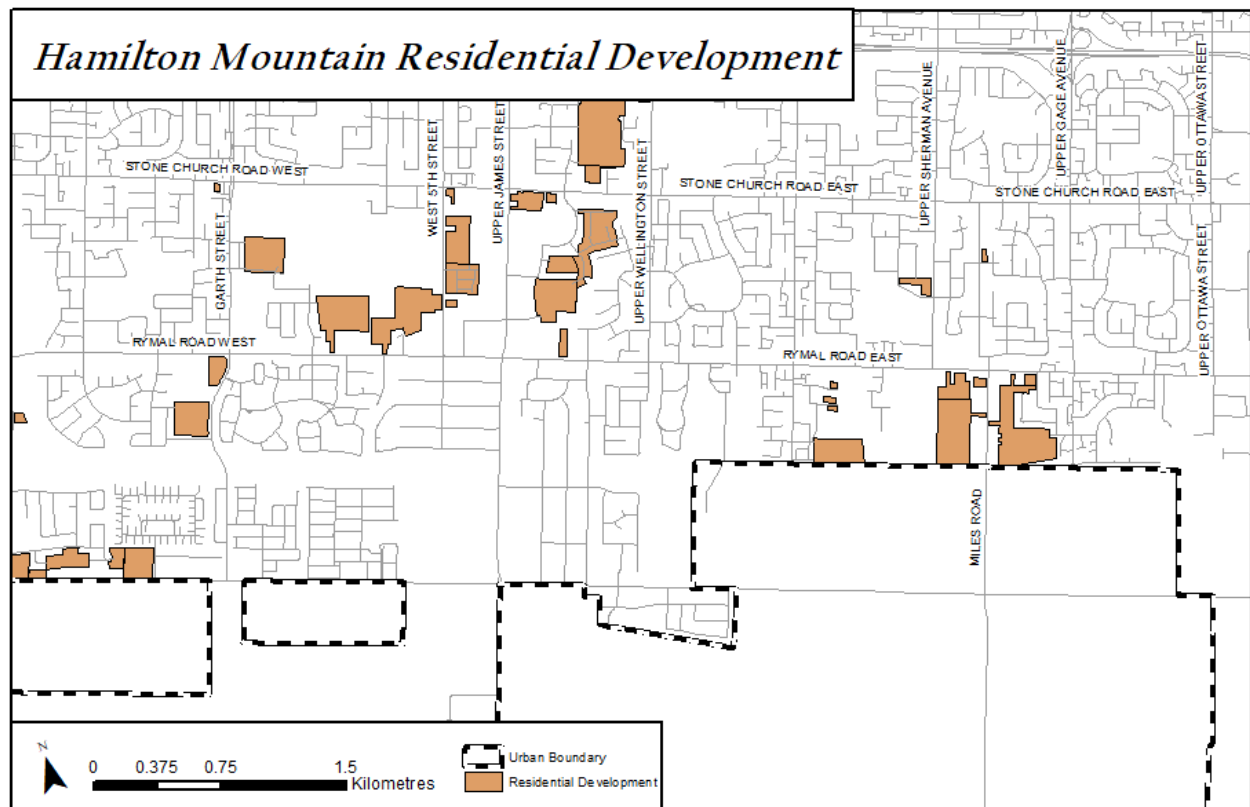 Hamilton Mountain Residential Development
UPPER SHERMAN AVENUE
UPPER GAGE AVENUE
UPPER OTTAWA STREET
STONE CHURCH ROAD WEST
WEST 5TH STREET
UPPER JAMES STREET
UPPER WELLINGTON STREET
STONE CHURCH ROAD EAST
STONE CHURCH ROAD EAST
GARTH STREET
UPPER OTTAWA STREET
RYMAL ROAD WEST
RYMAL ROAD EAST
MILES ROAD
N
0 0.375 0.75 1.5
Kilometres
Urban Boundary
Residential Development